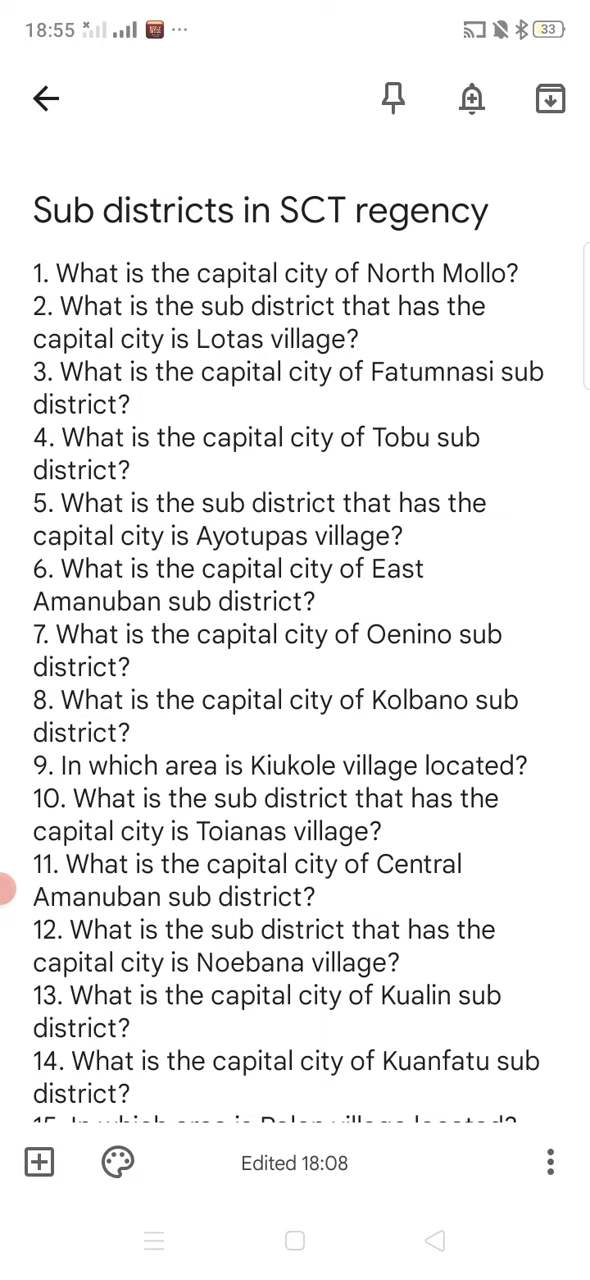 18:55
33
Sub districts in SCT regency
1. What is the capital city of North Mollo?
2. What is the sub district that has the
capital city is Lotas village?
3. What is the capital city of Fatumnasi sub
district?
4. What is the capital city of Tobu sub
district?
5. What is the sub district that has the
capital city is Ayotupas village?
6. What is the capital city of East
Amanuban sub district?
7. What is the capital city of Oenino sub
district?
8. What is the capital city of Kolbano sub
district?
9. In which area is Kiukole village located?
10. What is the sub district that has the
capital city is Toianas village?
11. What is the capital city of Central
Amanuban sub district?
12. What is the sub district that has the
capital city is Noebana village?
13. What is the capital city of Kualin sub
district?
14. What is the capital city of Kuanfatu sub
district?
15. In which area is village located?
Edited 18:08